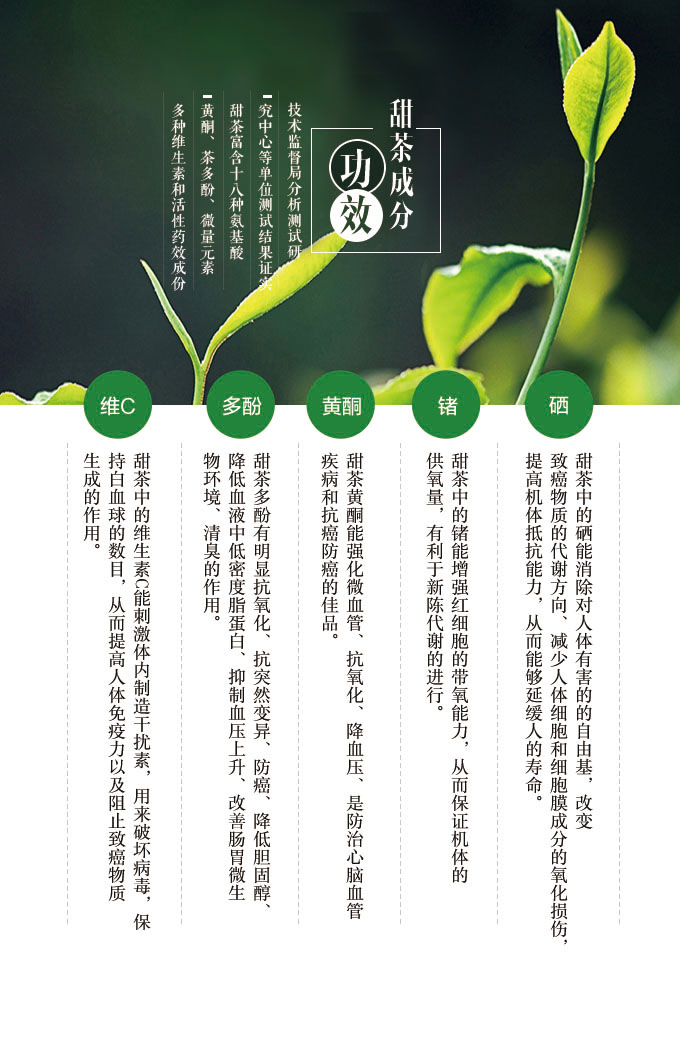 甜茶成分
功效
技术监督局分析测试研
究中心等单位测试结果证实
甜茶富含十八种氨基酸
黄酮、茶多酚、微量元素
多种维生素和活性药效成份
硒
甜茶中的硒能消除对人体有害的的自由基，改变
致癌物质的代谢方向、减少人体细胞和细胞膜成分的氧化损伤，
提高机体抵抗能力，从而能够延缓人的寿命。
锗
甜茶中的锗能增强红细胞的带氧能力，从而保证机体的
供氧量，有利于新陈代谢的进行。
黄酮
甜茶黄酮能强化微血管、抗氧化、降血压、是防治心脑血管
疾病和抗癌防癌的佳品。
多酚
甜茶多酚有明显抗氧化、抗突然变异、防癌、降低胆固醇、
降低血液中低密度脂蛋白、抑制血压上升、改善肠胃微生
物环境、清臭的作用。
维C
甜茶中的维生素C能刺激体内制造干扰素，用来破坏病毒，保
持白血球的数目，从而提高人体免疫力以及阻止致癌物质
生成的作用。